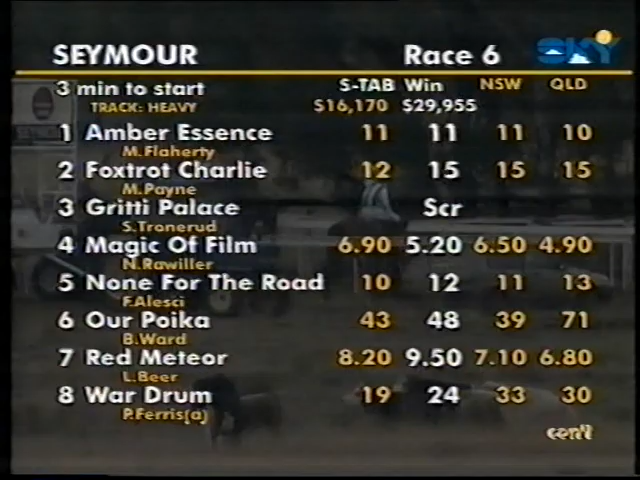 SEYMOUR Race 6 SKY
3 min to start S-TAB Win NSW QLD
TRACK: HEAVY $16,170 $29,955
1 Amber Essence 11 11 11 10
M.Flaherty
2 Foxtrot Charlie 12 15 15 15
M.Payne
3 Gritti Palace Scr
S.Tronerud
4 Magic Of Film 6.90 5.20 6.50 4.90
N.Rawiller
5 None For The Road 10 12 11 13
F.Alesci
6 Our Poika 43 48 39 71
B.Ward
7 Red Meteor 8.20 9.50 7.10 6.80
L.Beer
8 War Drum 19 24 33 30
P.Ferris(a)
con't